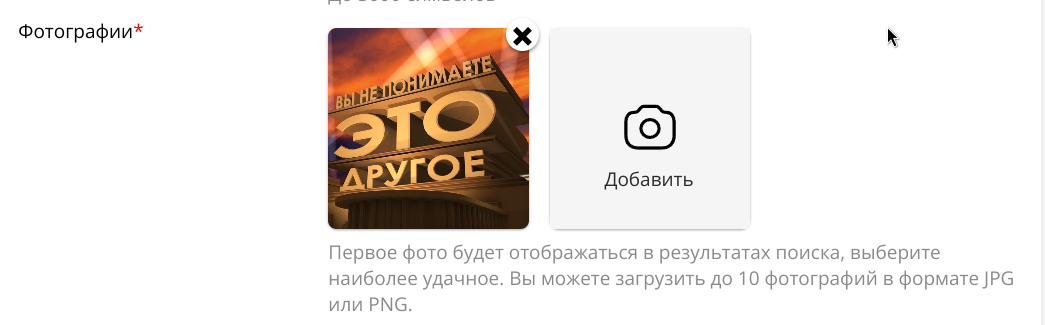 Фотографии*
ВЫ НЕ ПОНИМАЕТЕ
ЭТО
ДРУГОЕ
Добавить
Первое фото будет отображаться в результатах поиска, выберите
наиболее удачное. Вы можете загрузить до 10 фотографий в формате JPG
или PNG.